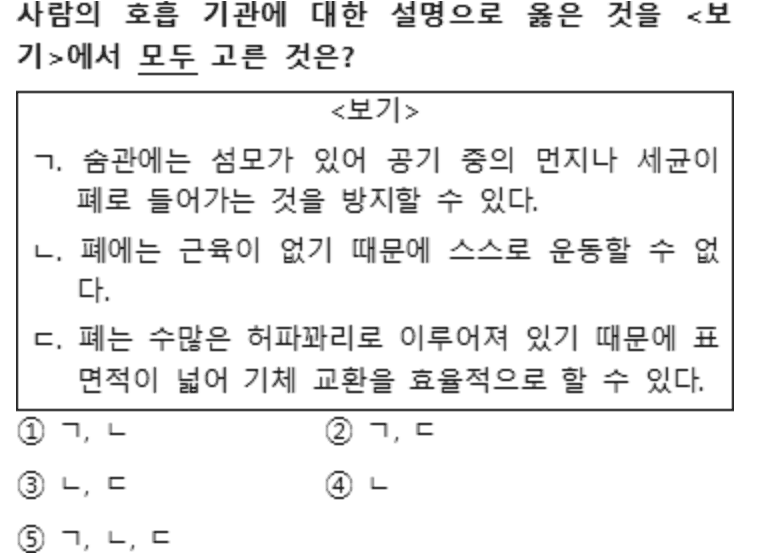 사람의 호흡 기관에 대한 설명으로 옳은 것을 <보
기>에서 모두 고른 것은?
<보기>
ㄱ. 숨관에는 섬모가 있어 공기 중의 먼지나 세균이
폐로 들어가는 것을 방지할 수 있다.
ㄴ. 폐에는 근육이 없기 때문에 스스로 운동할 수 없
다.
ㄷ. 폐는 수많은 허파꽈리로 이루어져 있기 때문에 표
면적이 넓어 기체 교환을 효율적으로 할 수 있다.
① ㄱ, ㄴ ② ㄱ, ㄷ
③ ㄴ, ㄷ ④ ㄴ
⑤ ㄱ, ㄴ, ㄷ